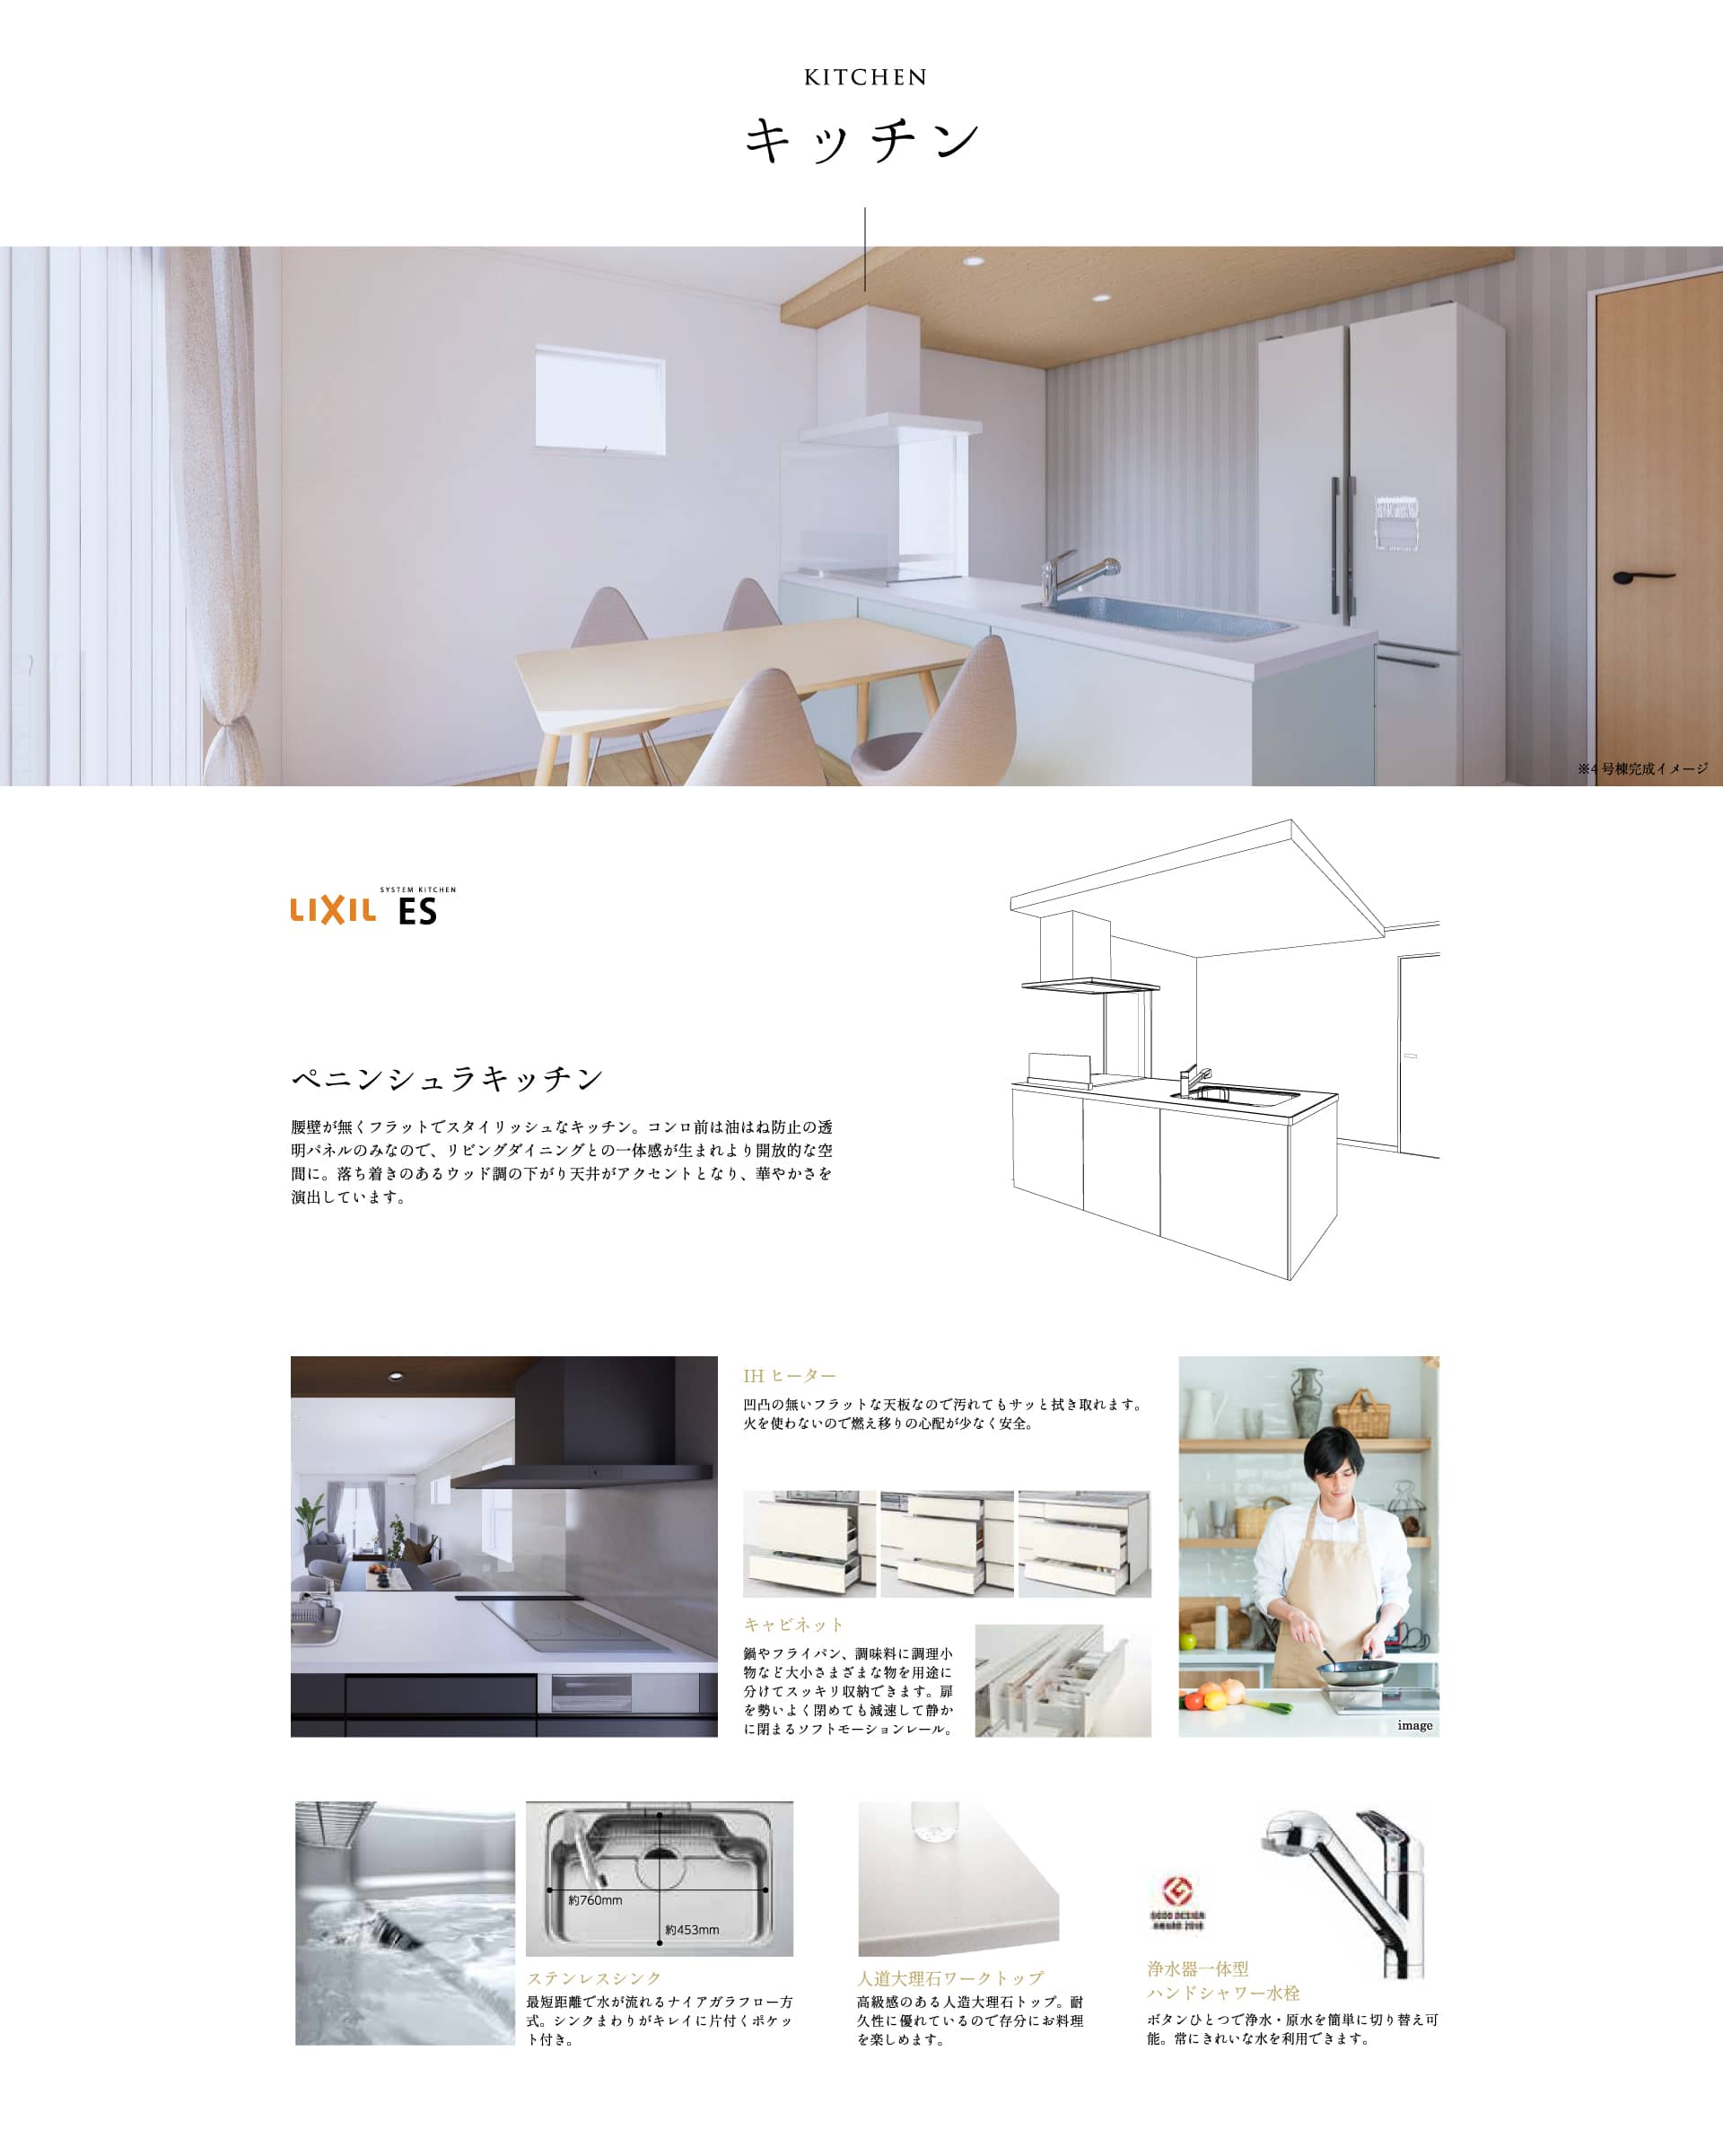 KITCHEN
キッチン
※4 号棟完成イメージ
SYSTEM KITCHEN
LIXIL ES
ペニンシュラキッチン
腰壁が無くフラットでスタイリッシュなキッチン。コンロ前は油はね防止の透
明パネルのみなので、リビングダイニングとの一体感が生まれより開放的な空
間に。落ち着きのあるウッド調の下がり天井がアクセントとなり、華やかさを
演出しています。
IH ヒーター
凹凸の無いフラットな天板なので汚れてもサッと拭き取れます。
火を使わないので燃え移りの心配が少なく安全。
キャビネット
鍋やフライパン、調味料に調理小
物など大小さまざまな物を用途に
分けてスッキリ収納できます。扉
を勢いよく閉めても減速して静か
に閉まるソフトモーションレール。
image
約760mm
約453mm
ステンレスシンク
最短距離で水が流れるナイアガラフロー方
式。シンクまわりがキレイに片付くポケッ
ト付き。
人道大理石ワークトップ
高級感のある人造大理石トップ。耐
久性に優れているので存分にお料理
を楽しめます。
GOOD DESIGN
AWARD 2018
浄水器一体型
ハンドシャワー水栓
ボタンひとつで浄水・原水を簡単に切り替え可
能。常にきれいな水を利用できます。